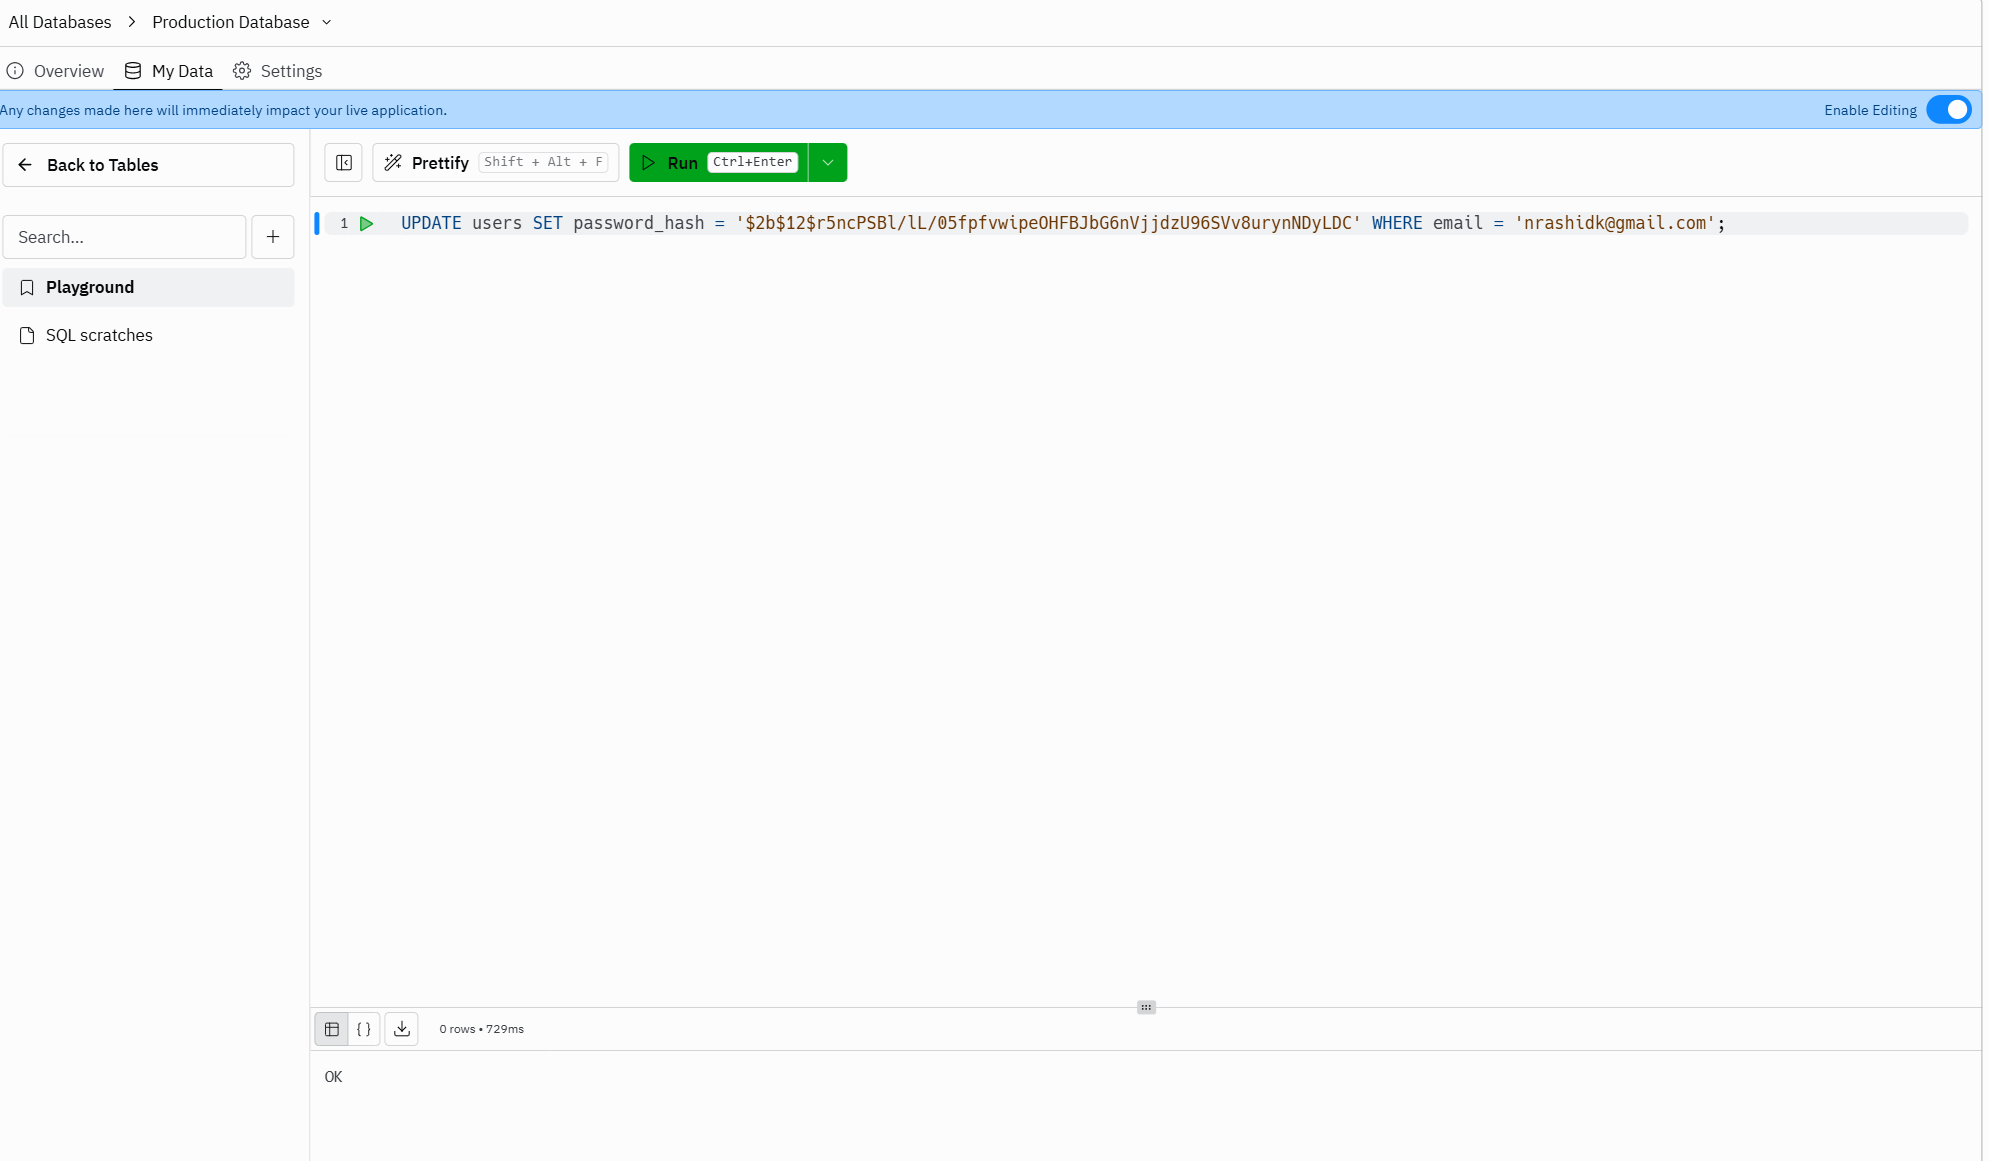 All Databases > Production Database
Overview My Data Settings
Any changes made here will immediately impact your live application. Enable Editing
Back to Tables
Prettify Shift + Alt + F Run Ctrl+Enter
1 UPDATE users SET password_hash = '$2b$12$r5ncPSBl/lL/05fpfvwipeOHFBJbG6nVjjdzU96SVv8urynNDyLDC' WHERE email = 'nrashidk@gmail.com';
Search...
Playground
SQL scratches
{ } 0 rows • 729ms
OK